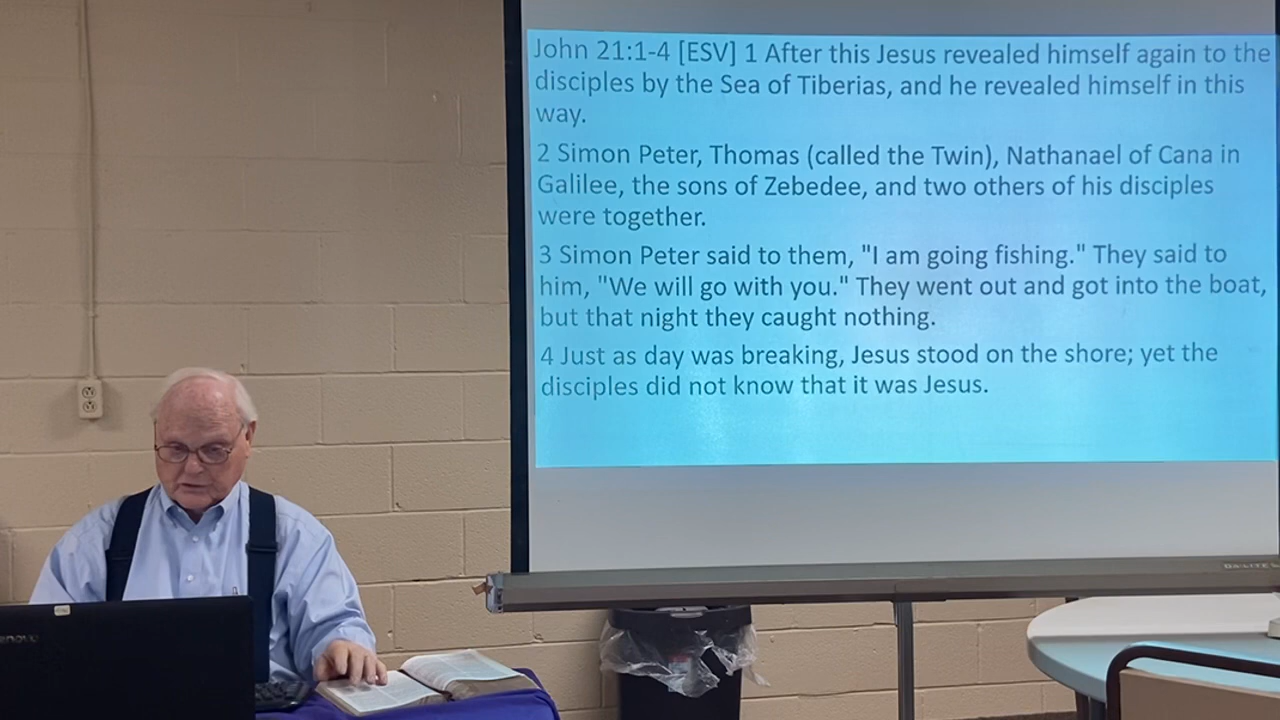 John 21:1-4 [ESV] 1 After this Jesus revealed himself again to the
disciples by the Sea of Tiberias, and he revealed himself in this
way.
2 Simon Peter, Thomas (called the Twin), Nathanael of Cana in
Galilee, the sons of Zebedee, and two others of his disciples
were together.
3 Simon Peter said to them, "I am going fishing." They said to
him, "We will go with you." They went out and got into the boat,
but that night they caught nothing.
4 Just as day was breaking, Jesus stood on the shore; yet the
disciples did not know that it was Jesus.
DA-LITE
enovo